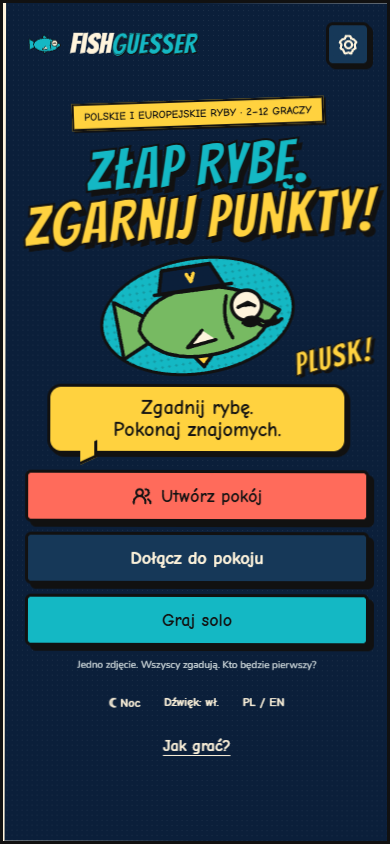 FISHGUESSER
POLSKIE I EUROPEJSKIE RYBY · 2–12 GRACZY
ZŁAP RYBĘ.
ZGARNIJ PUNKTY!
V
PLUSK!
Zgadnij rybę.
Pokonaj znajomych.
Utwórz pokój
Dołącz do pokoju
Graj solo
Jedno zdjęcie. Wszyscy zgadują. Kto będzie pierwszy?
Noc Dźwięk: wł. PL / EN
Jak grać?